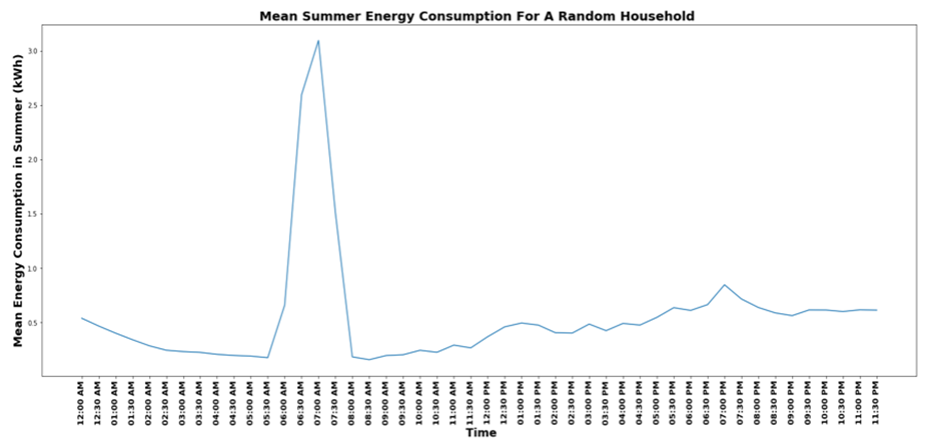 Mean Summer Energy Consumption For A Random Household
Mean Energy Consumption in Summer (kWh)
3.0
2.5
2.0
1.5
1.0
0.5
12:00 AM
12:30 AM
01:00 AM
01:30 AM
02:00 AM
02:30 AM
03:00 AM
03:30 AM
04:00 AM
04:30 AM
05:00 AM
05:30 AM
06:00 AM
06:30 AM
07:00 AM
07:30 AM
08:00 AM
08:30 AM
09:00 AM
09:30 AM
10:00 AM
10:30 AM
11:00 AM
11:30 AM
12:00 PM
12:30 PM
01:00 PM
01:30 PM
02:00 PM
02:30 PM
03:00 PM
03:30 PM
04:00 PM
04:30 PM
05:00 PM
05:30 PM
06:00 PM
06:30 PM
07:00 PM
07:30 PM
08:00 PM
08:30 PM
09:00 PM
09:30 PM
10:00 PM
10:30 PM
11:00 PM
11:30 PM
Time